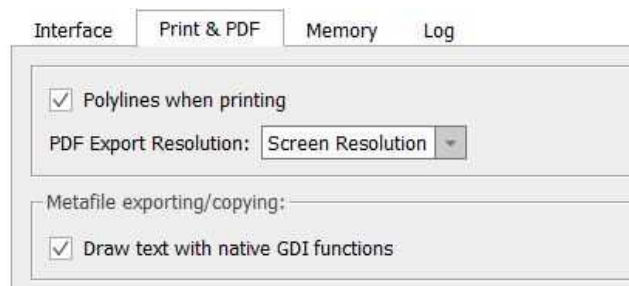 Interface Print & PDF Memory Log
Polylines when printing
PDF Export Resolution: Screen Resolution
Metafile exporting/copying:
Draw text with native GDI functions